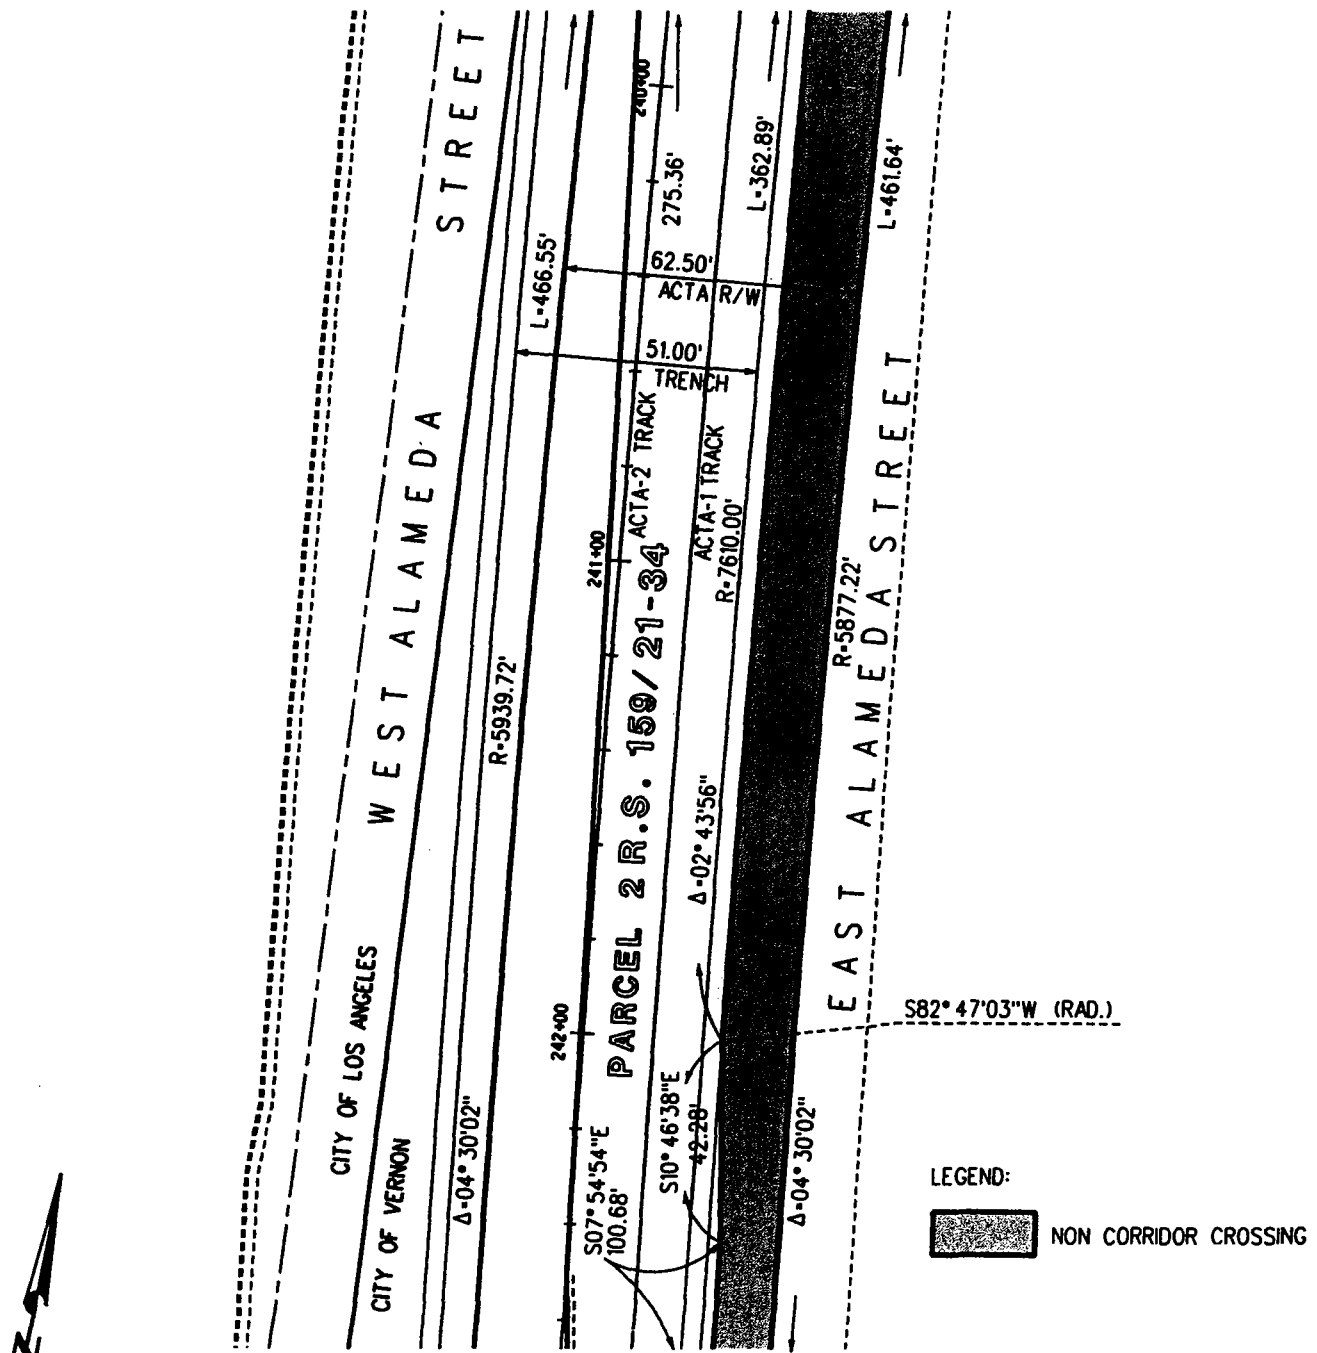 WEST ALAMEDA STREET
240+00
275.36'
L=362.89'
L=461.64'
L=466.55'
62.50'
ACTA R/W
51.00'
TRENCH
ACTA-2 TRACK
ACTA-1 TRACK
R=7610.00'
241+00
PARCEL 2 R.S. 159/21-34
R=5939.72'
R=5877.22'
EAST ALAMEDA STREET
Δ=02°43'56"
S82°47'03"W (RAD.)
242+00
CITY OF LOS ANGELES
CITY OF VERNON
Δ=04°30'02"
S07°54'54"E
100.68'
S10°46'38"E
42.28'
Δ=04°30'02"
LEGEND:
NON CORRIDOR CROSSING
N